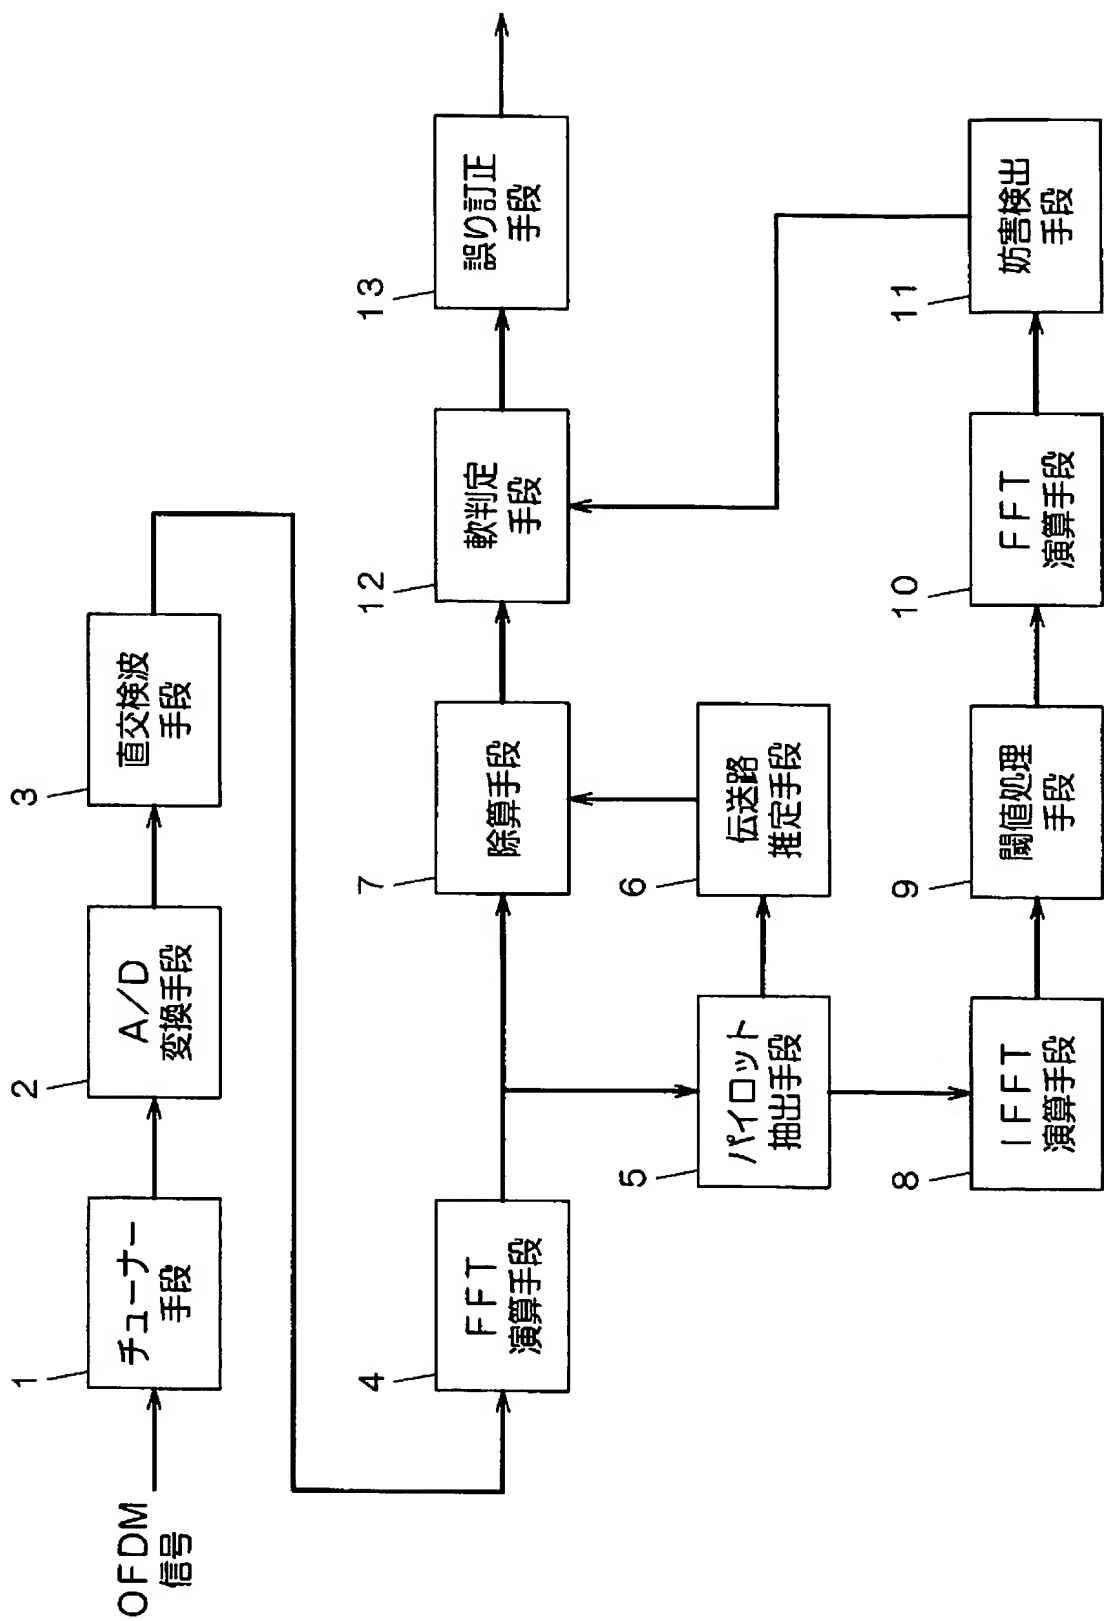 OFDM
信号
1
チューナー
手段
2
A/D
変換手段
3
直交検波
手段
4
FFT
演算手段
7
除算手段
12
軟判定
手段
13
誤り訂正
手段
5
パイロット
抽出手段
6
伝送路
推定手段
8
IFFT
演算手段
9
閾値処理
手段
10
FFT
演算手段
11
妨害検出
手段